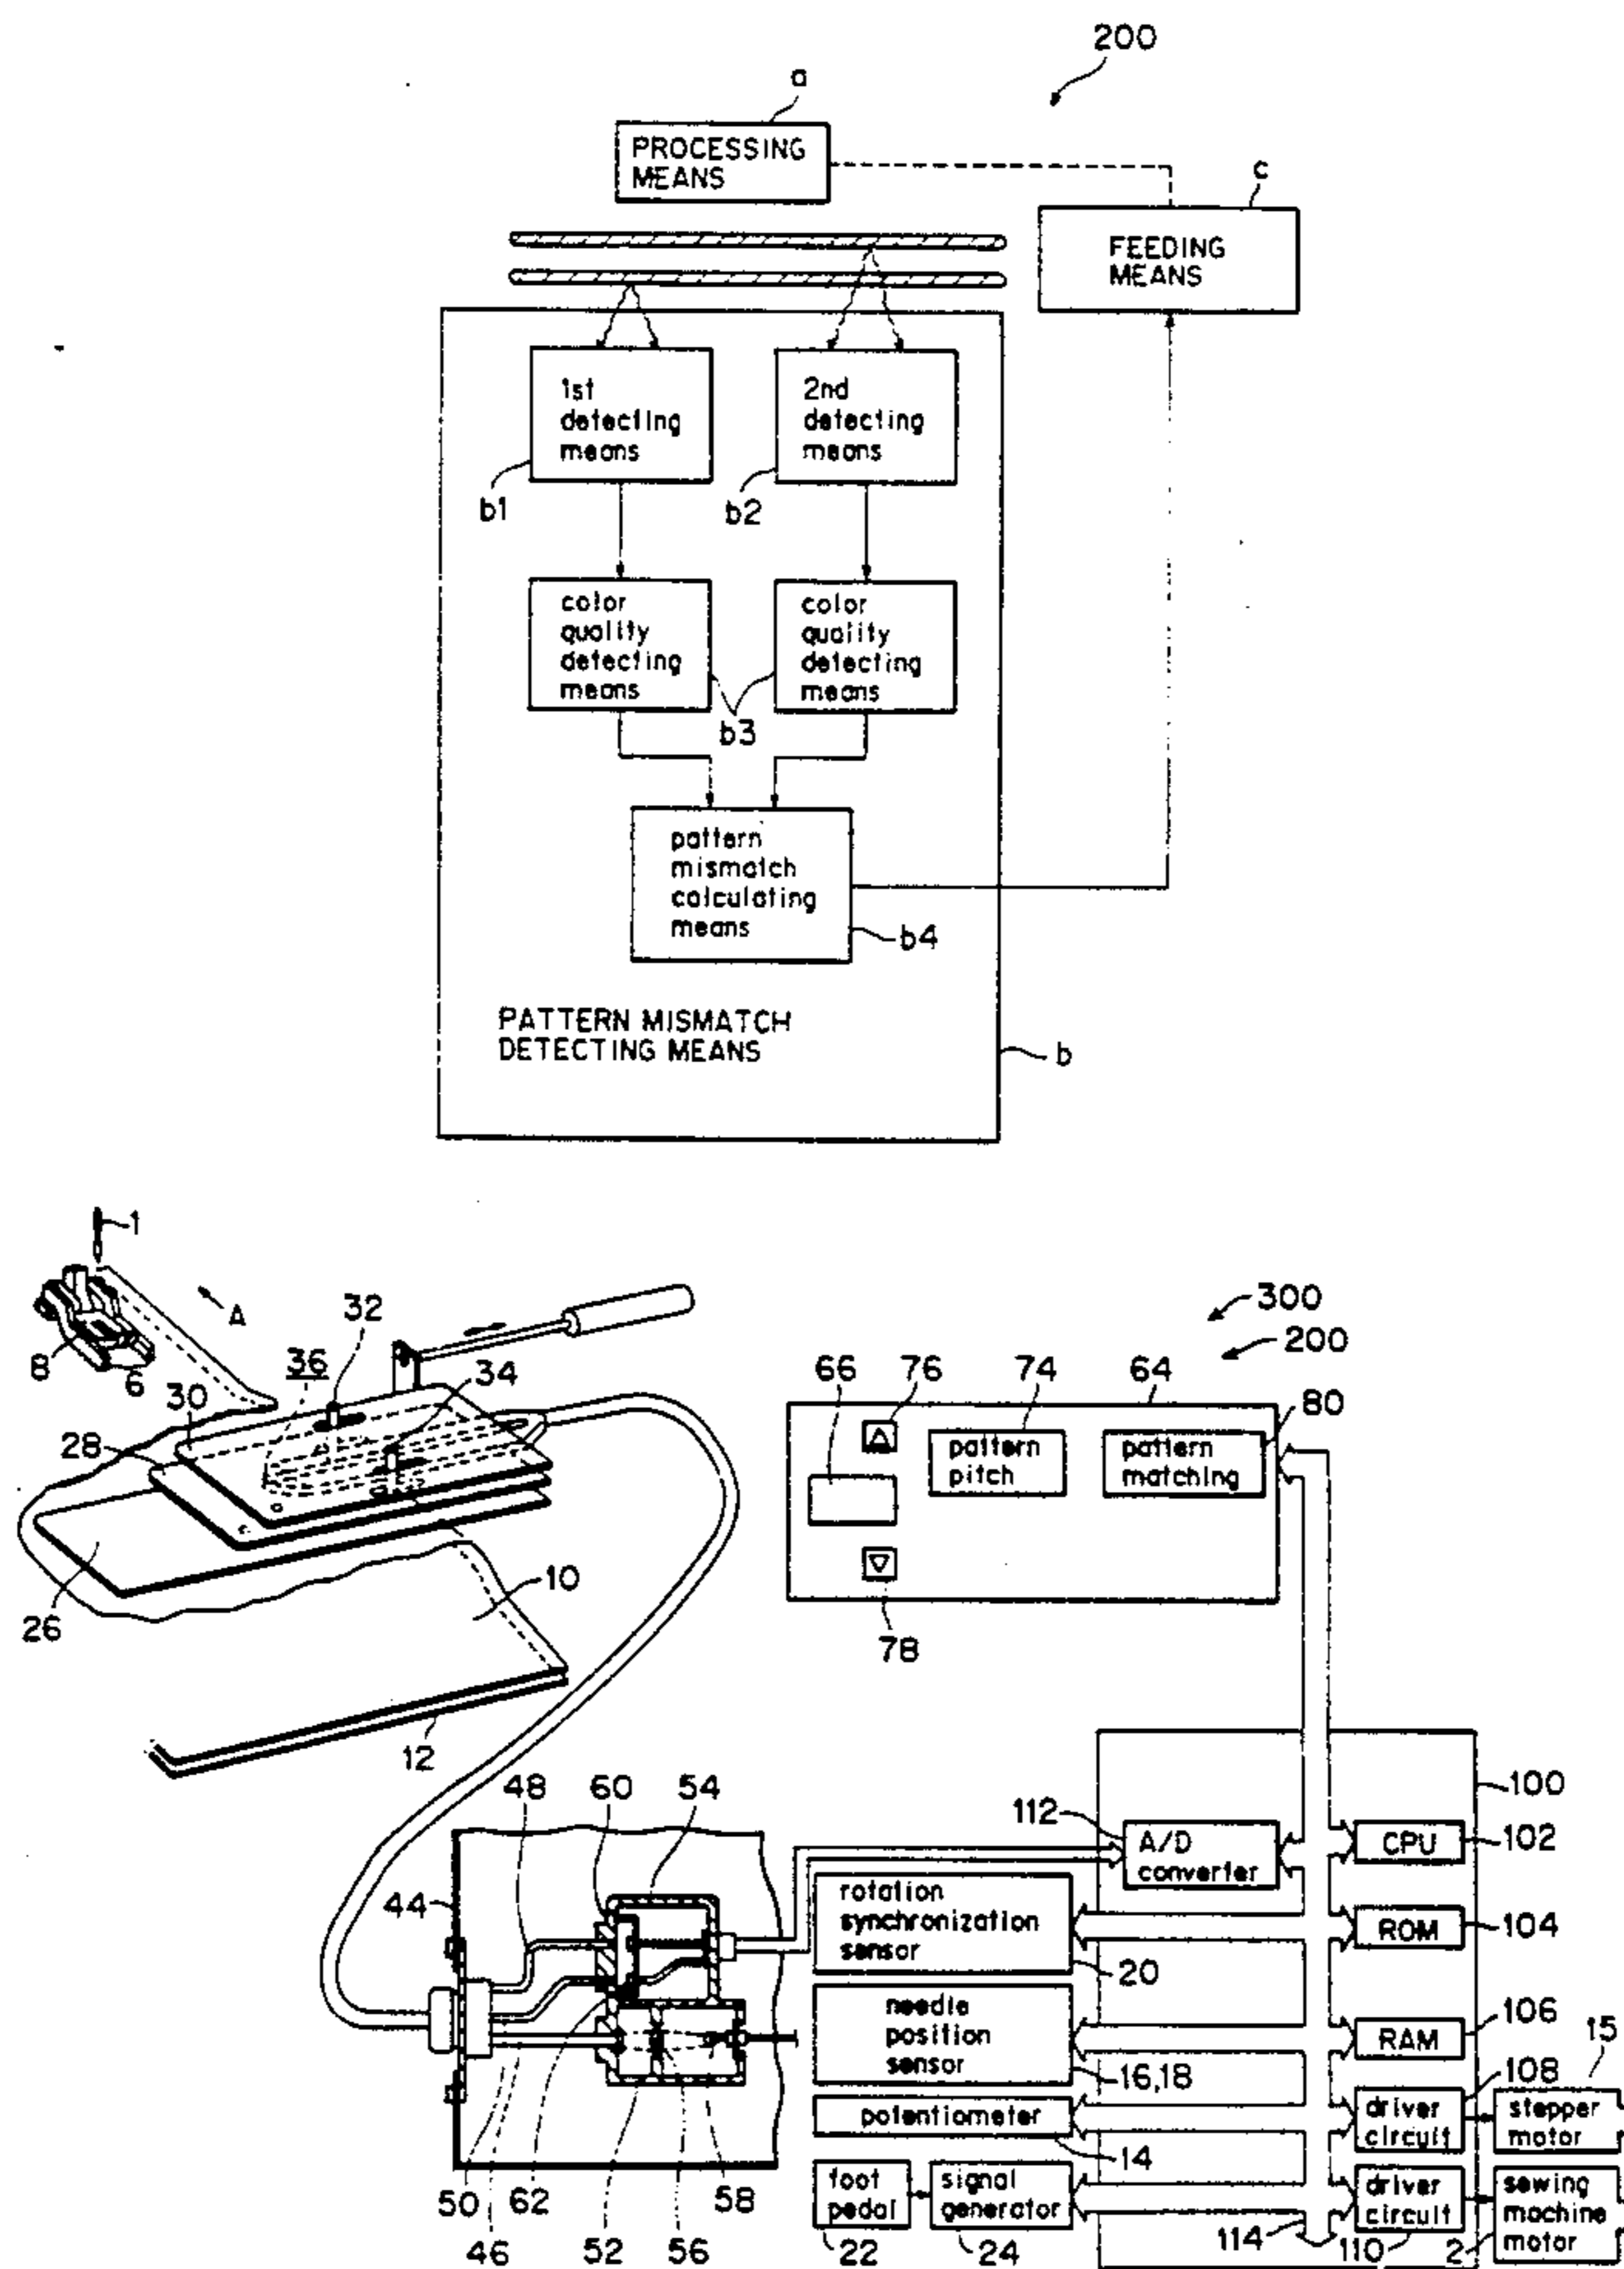 200
a
PROCESSING
MEANS
c
FEEDING
MEANS
1st
detecting
means
2nd
detecting
means
b1
b2
color
quality
detecting
means
color
quality
detecting
means
b3
pattern
mismatch
calculating
means
b4
PATTERN MISMATCH
DETECTING MEANS
b
1
A
32
300
200
8
6
36
34
66
76
74
64
30
80
28
pattern
pitch
pattern
matching
10
26
78
12
48
60
54
112
100
A/D
converter
CPU
102
44
rotation
synchronization
sensor
ROM
104
20
needle
position
sensor
106
15
RAM
16,18
108
potentiometer
driver
circuit
stepper
motor
14
foot
pedal
signal
generator
driver
circuit
sewing
machine
motor
50
62
58
114
46
52
56
22
24
110
2